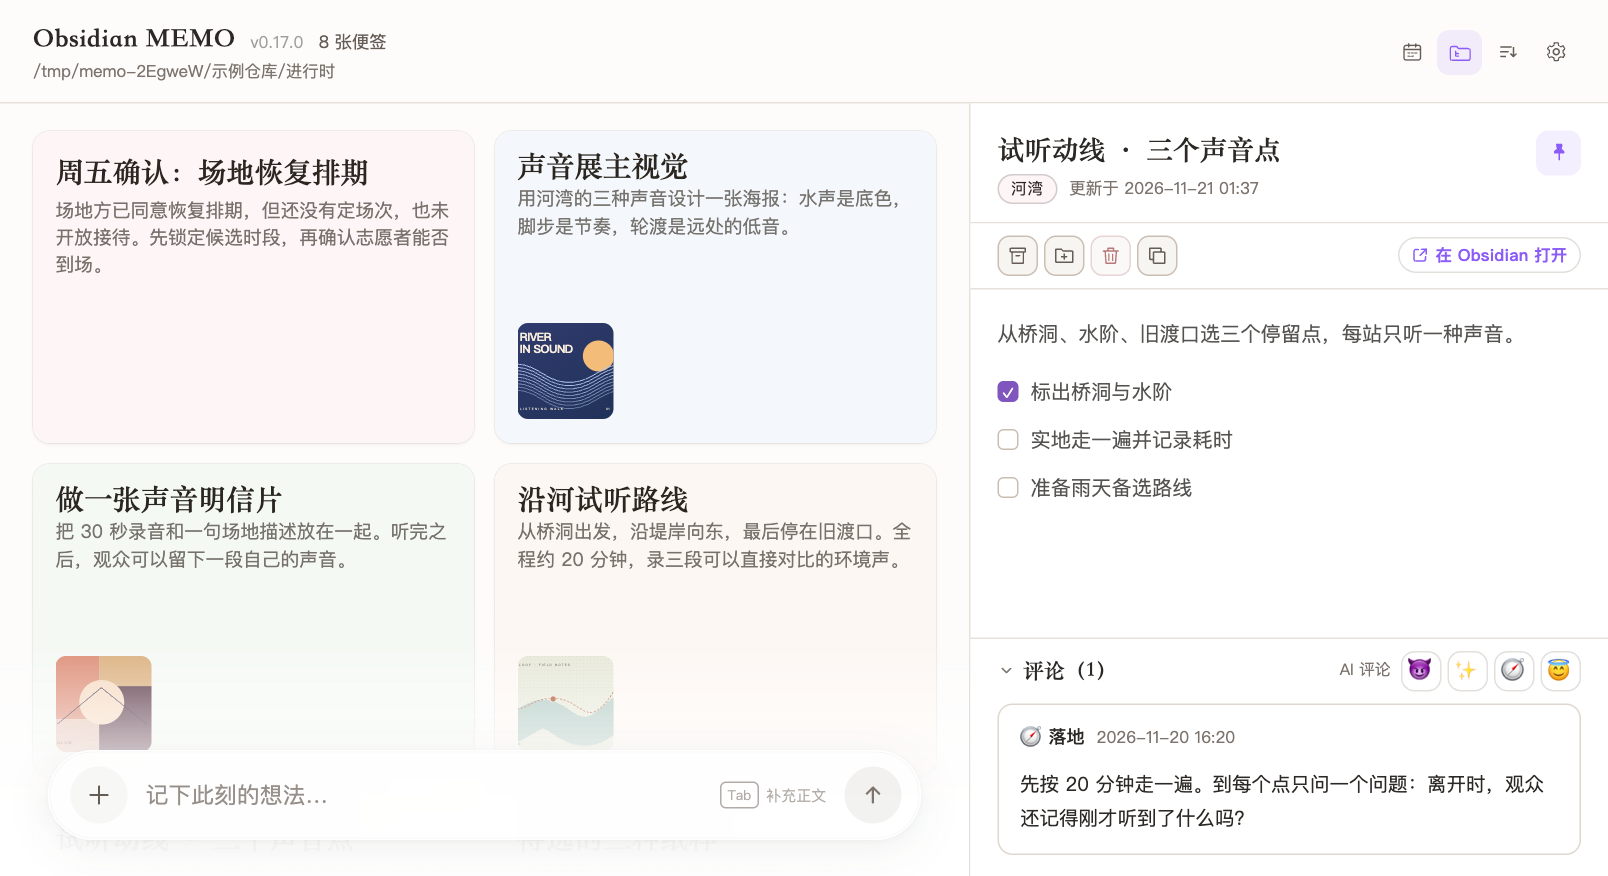 Obsidian MEMO v0.17.0 8 张便签
/tmp/memo-2EgweW/示例仓库/进行时
周五确认：场地恢复排期
场地方已同意恢复排期，但还没有定场次，也未
开放接待。先锁定候选时段，再确认志愿者能否
到场。
声音展主视觉
用河湾的三种声音设计一张海报：水声是底色，
脚步是节奏，轮渡是远处的低音。
RIVER
IN SOUND
LISTENING WALK
做一张声音明信片
把 30 秒录音和一句场地描述放在一起。听完之
后，观众可以留下一段自己的声音。
沿河试听路线
从桥洞出发，沿堤岸向东，最后停在旧渡口。全
程约 20 分钟，录三段可以直接对比的环境声。
FIELD NOTES
记下此刻的想法...
Tab 补充正文
试听动线 · 三个声音点
试听动线 · 三个声音点
河湾 更新于 2026-11-21 01:37
在 Obsidian 打开
从桥洞、水阶、旧渡口选三个停留点，每站只听一种声音。
标出桥洞与水阶
实地走一遍并记录耗时
准备雨天备选路线
评论（1）
AI 评论
落地 2026-11-20 16:20
先按 20 分钟走一遍。到每个点只问一个问题：离开时，观众
还记得刚才听到了什么吗?